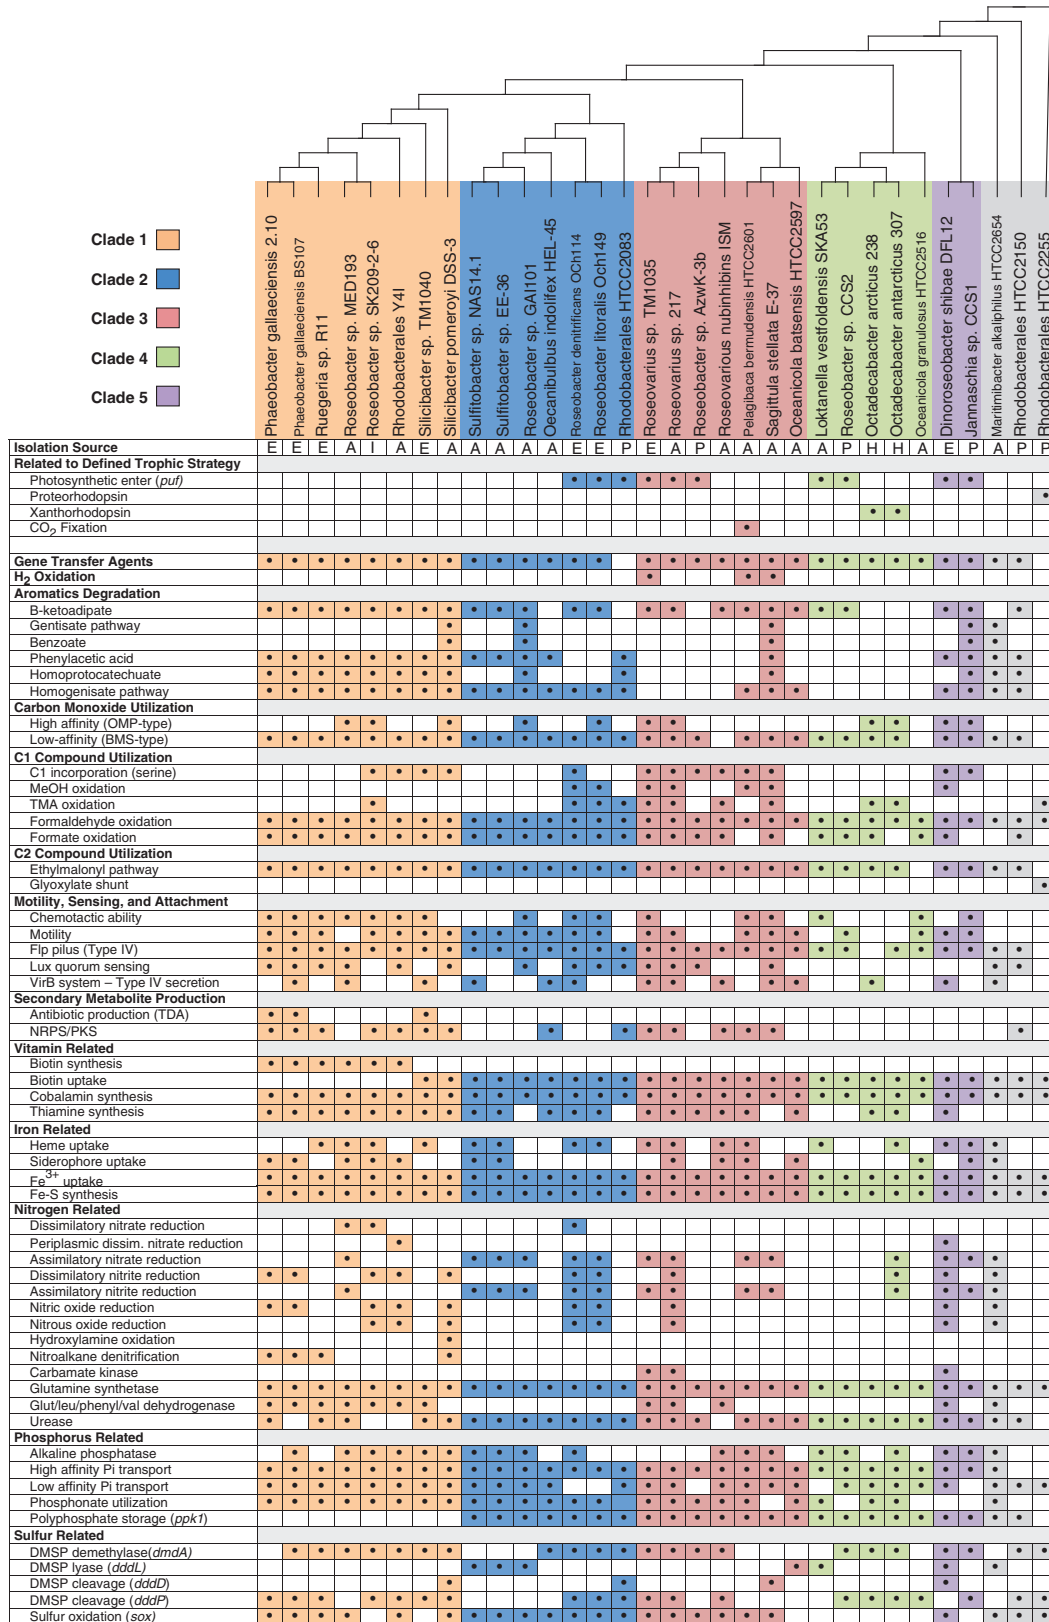 Clade 1
Clade 2
Clade 3
Clade 4
Clade 5
Phaeobacter gallaeciensis 2.10
Phaeobacter gallaeciensis BS107
Ruegeria sp. R11
Roseobacter sp. MED193
Roseobacter sp. SK209-2-6
Rhodobacterales Y4I
Silicibacter sp. TM1040
Silicibacter pomeroyi DSS-3
Sulfitobacter sp. NAS14.1
Sulfitobacter sp. EE-36
Roseobacter sp. GAI101
Oecanibulbus indolifex HEL-45
Roseobacter denitrificans OCh114
Roseobacter litoralis Och149
Rhodobacterales HTCC2083
Roseovarius sp. TM1035
Roseovarius sp. 217
Roseobacter sp. AzwK-3b
Roseovarious nubinhibins ISM
Pelagibaca bermudensis HTCC2601
Sagittula stellata E-37
Oceanicola batsensis HTCC2597
Loktanella vestfoldensis SKA53
Roseobacter sp. CCS2
Octadecabacter arcticus 238
Octadecabacter antarcticus 307
Oceanicola granulosus HTCC2516
Dinoroseobacter shibae DFL12
Jannaschia sp. CCS1
Maritimibacter alkaliphilus HTCC2654
Rhodobacterales HTCC2150
Rhodobacterales HTCC2255
Isolation Source E E E A I A E A A A A A E E P E A P A A A A A P H H A E P A P P
Related to Defined Trophic Strategy
Photosynthetic enter (puf)
Proteorhodopsin
Xanthorhodopsin
CO2 Fixation
Gene Transfer Agents
H2 Oxidation
Aromatics Degradation
B-ketoadipate
Gentisate pathway
Benzoate
Phenylacetic acid
Homoprotocatechuate
Homogenisate pathway
Carbon Monoxide Utilization
High affinity (OMP-type)
Low-affinity (BMS-type)
C1 Compound Utilization
C1 incorporation (serine)
MeOH oxidation
TMA oxidation
Formaldehyde oxidation
Formate oxidation
C2 Compound Utilization
Ethylmalonyl pathway
Glyoxylate shunt
Motility, Sensing, and Attachment
Chemotactic ability
Motility
Flp pilus (Type IV)
Lux quorum sensing
VirB system – Type IV secretion
Secondary Metabolite Production
Antibiotic production (TDA)
NRPS/PKS
Vitamin Related
Biotin synthesis
Biotin uptake
Cobalamin synthesis
Thiamine synthesis
Iron Related
Heme uptake
Siderophore uptake
Fe3+ uptake
Fe-S synthesis
Nitrogen Related
Dissimilatory nitrate reduction
Periplasmic dissim. nitrate reduction
Assimilatory nitrate reduction
Dissimilatory nitrite reduction
Assimilatory nitrite reduction
Nitric oxide reduction
Nitrous oxide reduction
Hydroxylamine oxidation
Nitroalkane denitrification
Carbamate kinase
Glutamine synthetase
Glut/leu/phenyl/val dehydrogenase
Urease
Phosphorus Related
Alkaline phosphatase
High affinity Pi transport
Low affinity Pi transport
Phosphonate utilization
Polyphosphate storage (ppk1)
Sulfur Related
DMSP demethylase(dmdA)
DMSP lyase (dddL)
DMSP cleavage (dddD)
DMSP cleavage (dddP)
Sulfur oxidation (sox)